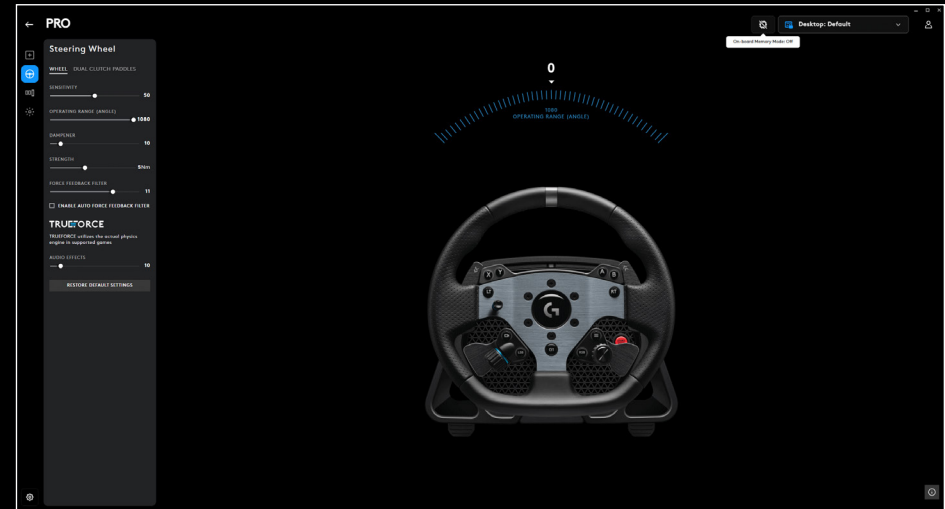 PRO
Desktop: Default
On-board Memory Mode: Off
Steering Wheel
WHEEL DUAL CLUTCH PADDLES
SENSITIVITY
50
OPERATING RANGE (ANGLE)
1080
DAMPENER
10
STRENGTH
5Nm
FORCE FEEDBACK FILTER
11
ENABLE AUTO FORCE FEEDBACK FILTER
TRUEFORCE
TRUEFORCE utilizes the actual physics
engine in supported games
AUDIO EFFECTS
10
RESTORE DEFAULT SETTINGS
0
1080
OPERATING RANGE (ANGLE)
X Y
A B
LT
RT
G